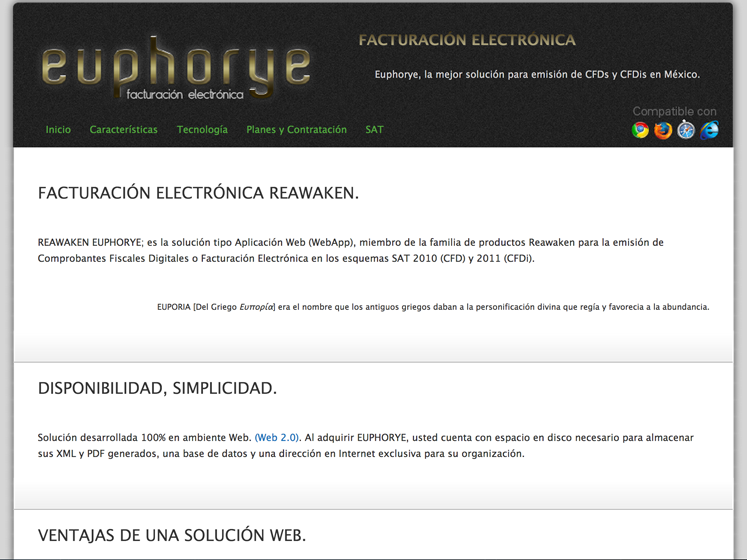 euphorye
facturación electrónica
FACTURACIÓN ELECTRÓNICA
Euphorye, la mejor solución para emisión de CFDs y CFDis en México.
Compatible con
Inicio Características Tecnología Planes y Contratación SAT
FACTURACIÓN ELECTRÓNICA REAWAKEN.
REAWAKEN EUPHORYE; es la solución tipo Aplicación Web (WebApp), miembro de la familia de productos Reawaken para la emisión de
Comprobantes Fiscales Digitales o Facturación Electrónica en los esquemas SAT 2010 (CFD) y 2011 (CFDi).
EUPORIA [Del Griego Ευπορία] era el nombre que los antiguos griegos daban a la personificación divina que regía y favorecia a la abundancia.
DISPONIBILIDAD, SIMPLICIDAD.
Solución desarrollada 100% en ambiente Web. (Web 2.0). Al adquirir EUPHORYE, usted cuenta con espacio en disco necesario para almacenar
sus XML y PDF generados, una base de datos y una dirección en Internet exclusiva para su organización.
VENTAJAS DE UNA SOLUCIÓN WEB.